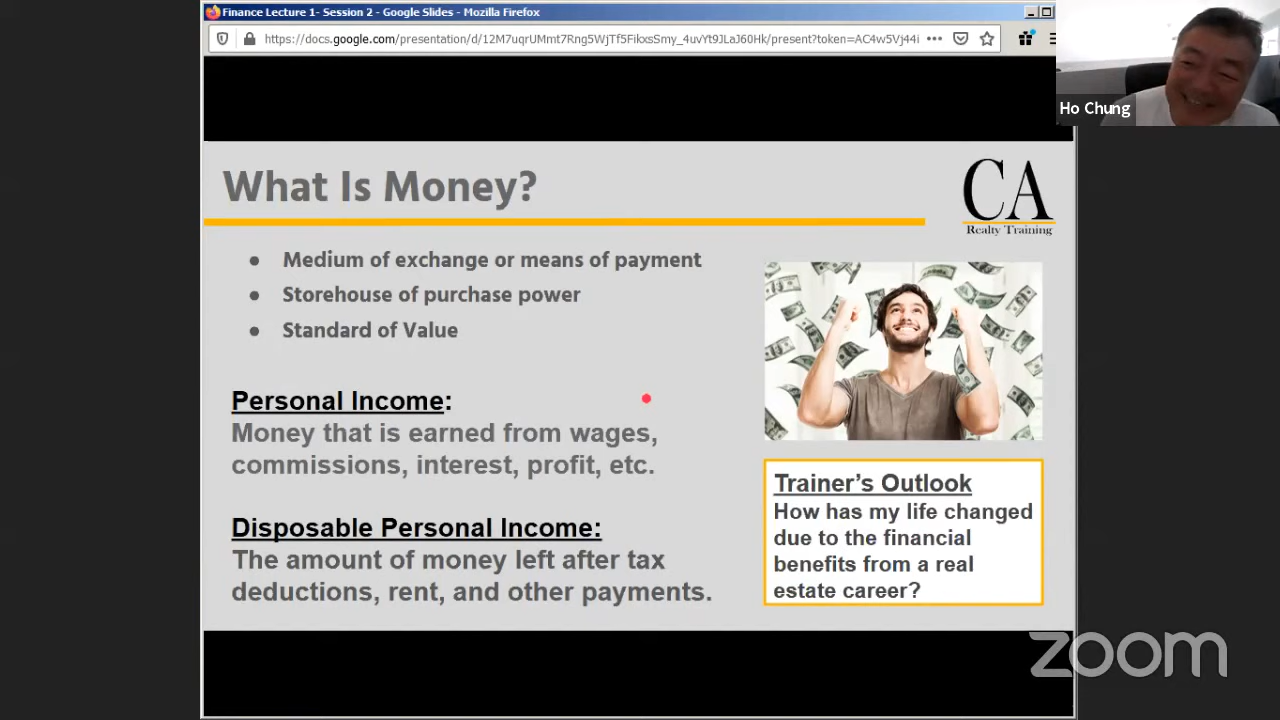 Finance Lecture 1- Session 2 - Google Slides - Mozilla Firefox
https://docs.google.com/presentation/d/12M7uqrUMmt7Rng5WjTf5FikxsSmy_4uvYt9JLaJ60Hk/present?token=AC4w5Vj44i
Ho Chung
What Is Money?
CA
Realty Training
● Medium of exchange or means of payment
● Storehouse of purchase power
● Standard of Value
Personal Income:
Money that is earned from wages,
commissions, interest, profit, etc.
Disposable Personal Income:
The amount of money left after tax
deductions, rent, and other payments.
Trainer’s Outlook
How has my life changed
due to the financial
benefits from a real
estate career?
zoom